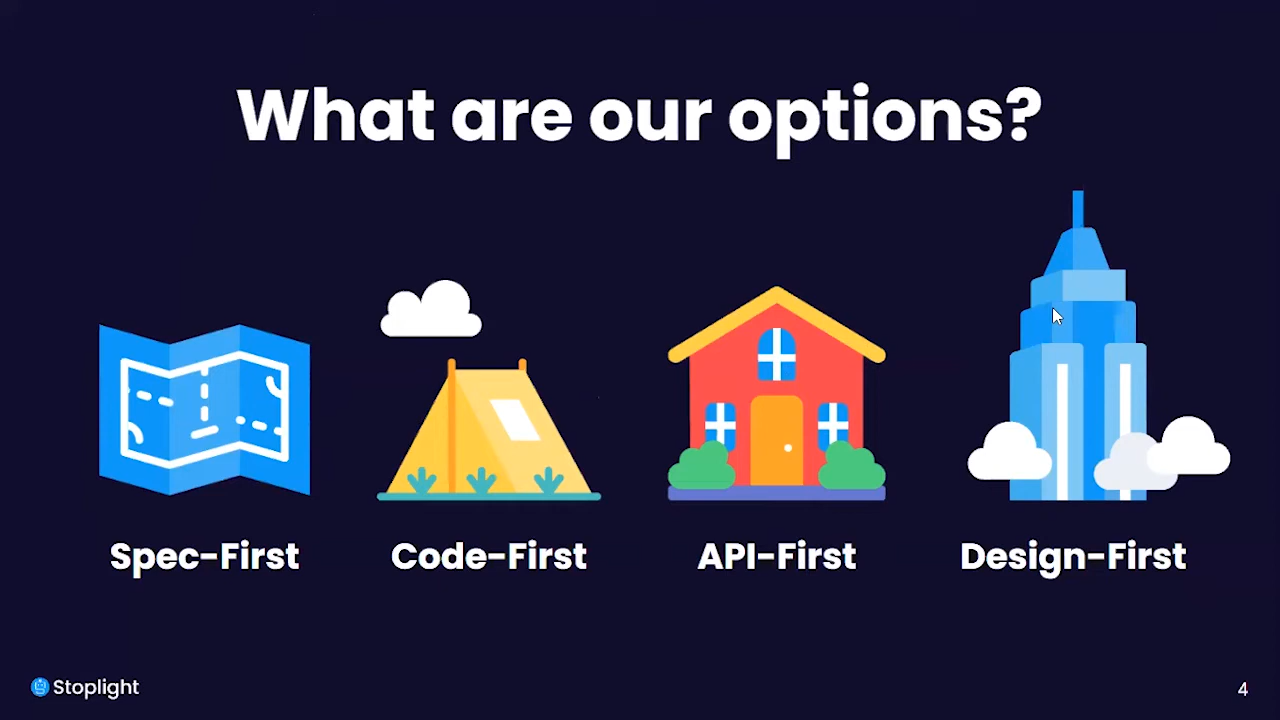 What are our options?
Spec-First
Code-First
API-First
Design-First
Stoplight
4